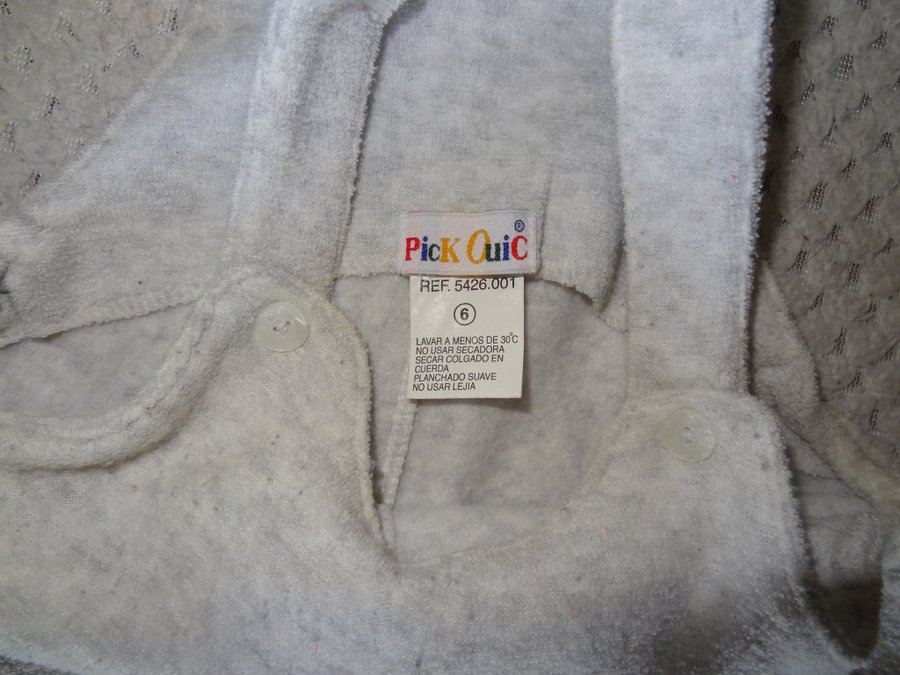 Pick Ouic®
REF. 5426.001
6
LAVAR A MENOS DE 30°C
NO USAR SECADORA
SECAR COLGADO EN
CUERDA
PLANCHADO SUAVE
NO USAR LEJIA